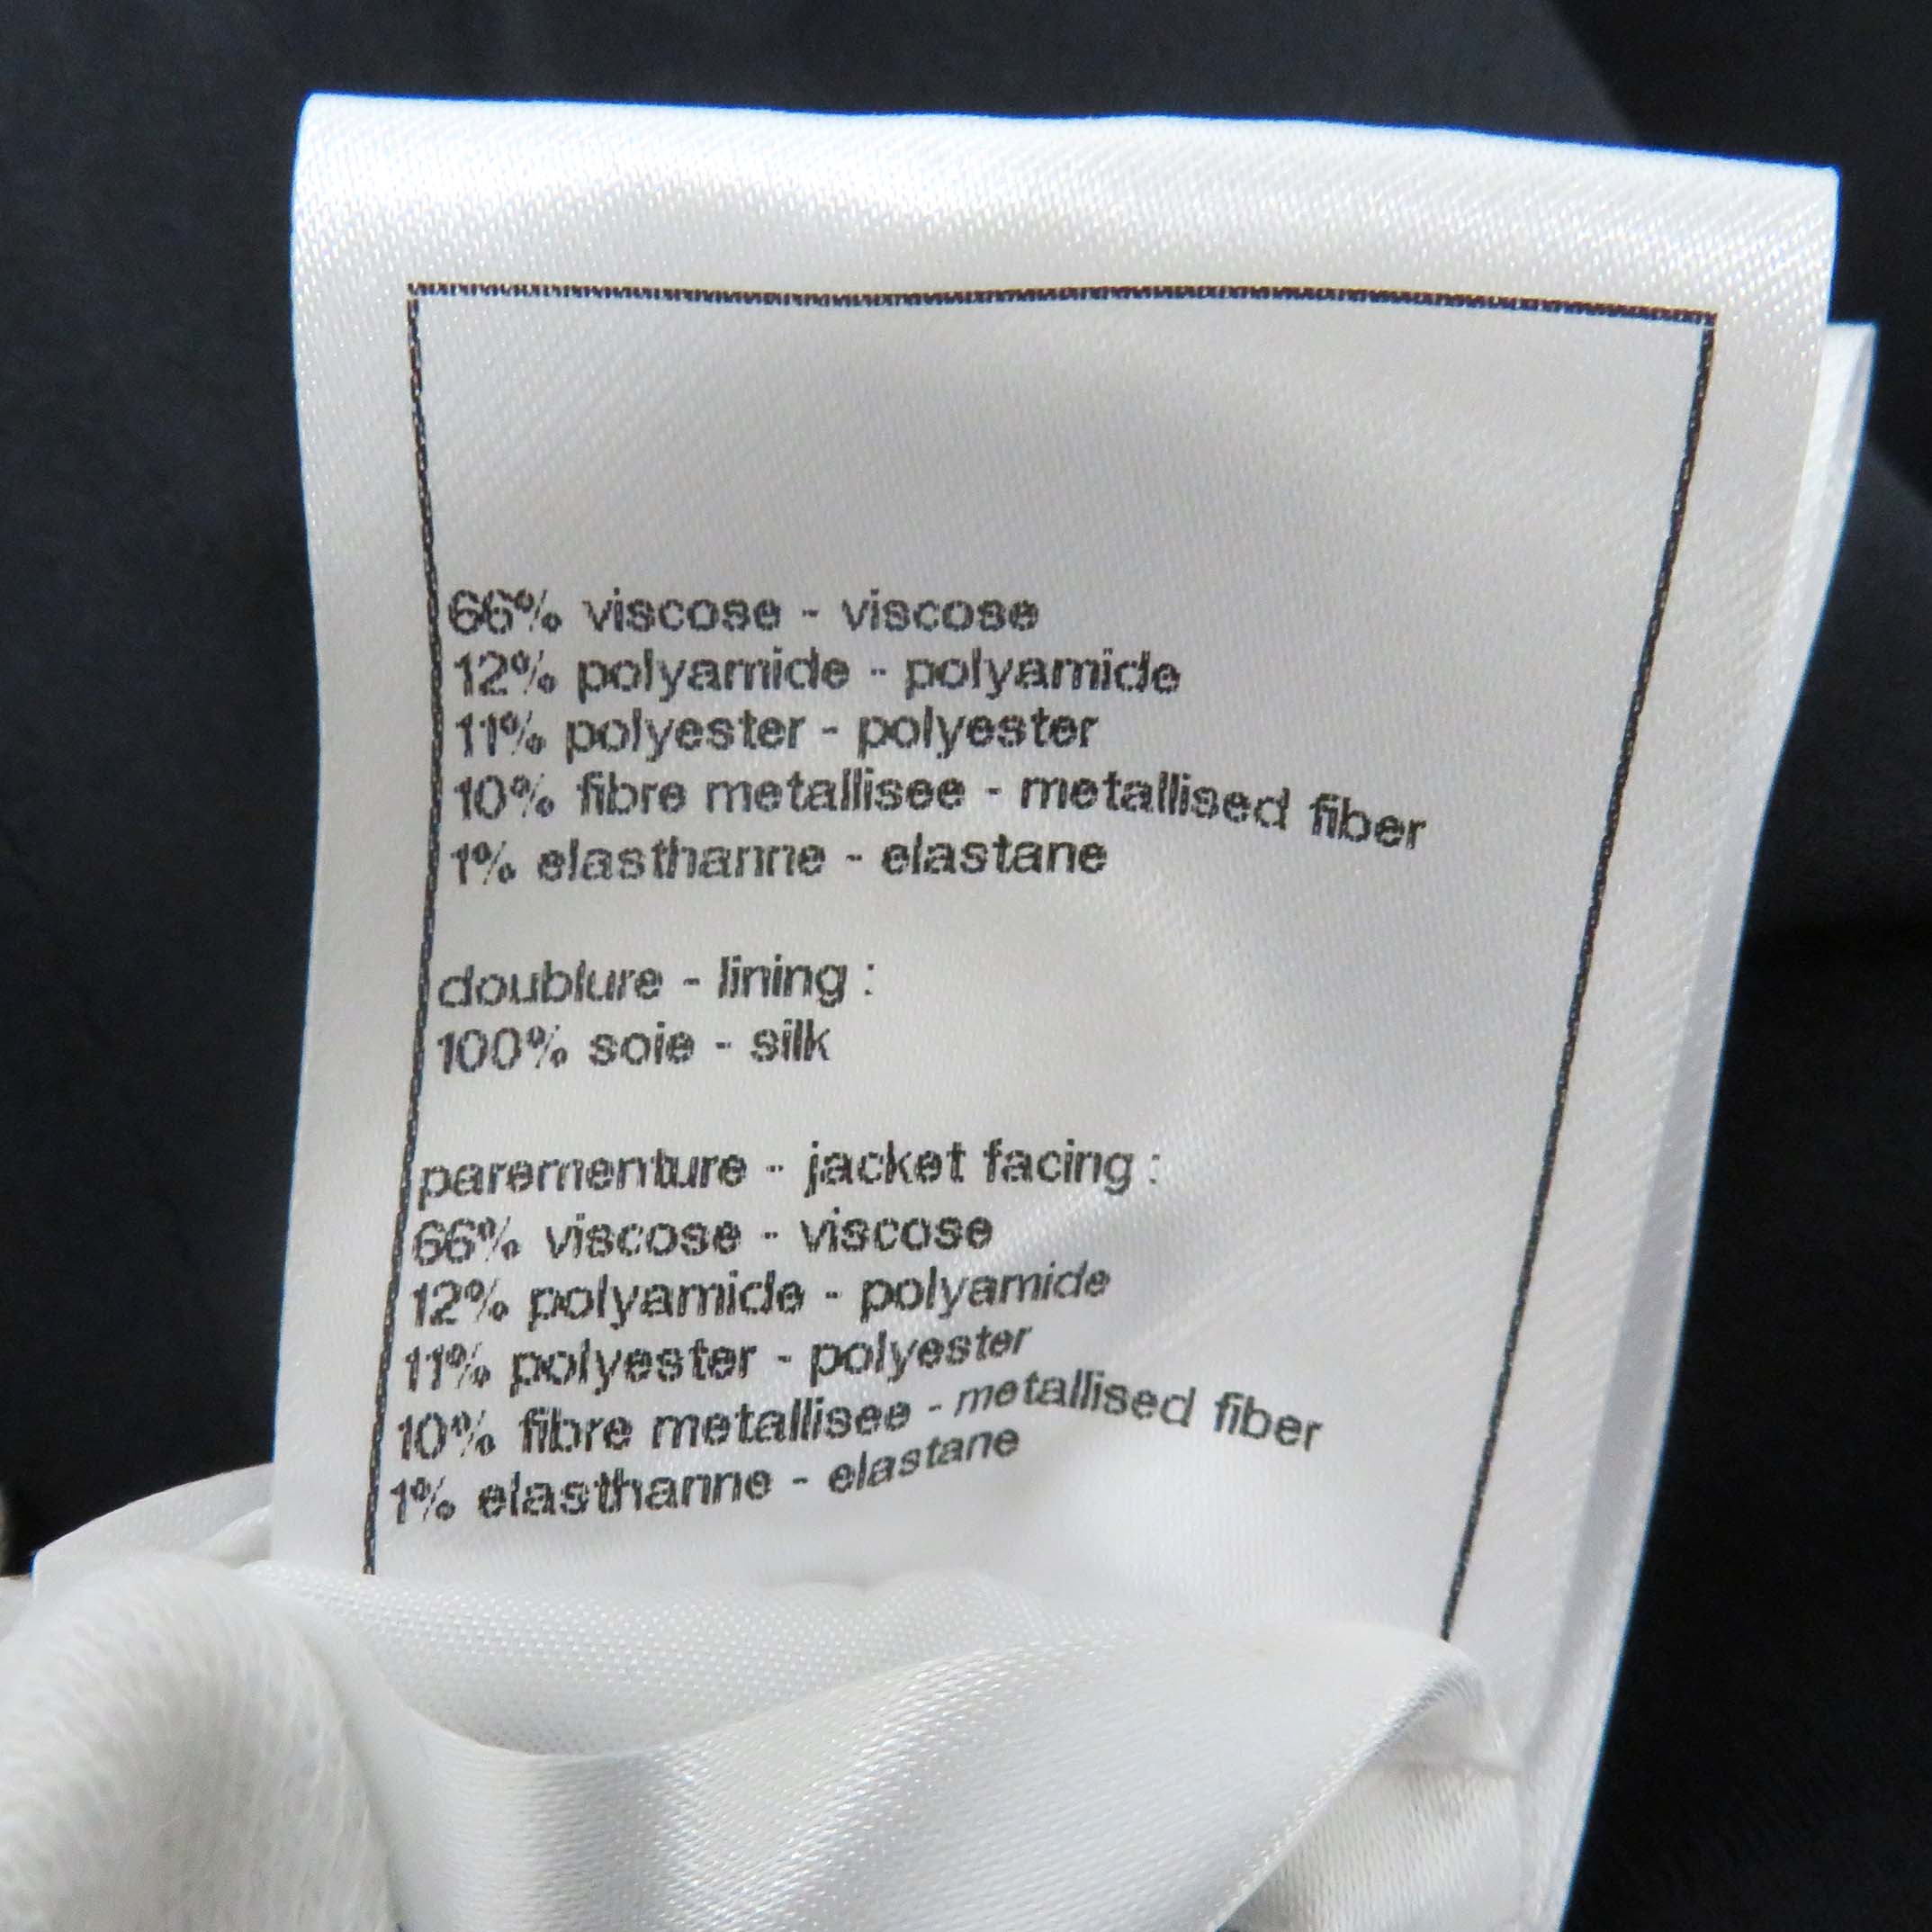 66% viscose - viscose
12% polyamide - polyamide
11% polyester - polyester
10% fibre metallisee - metallised fiber
1% elasthanne - elastane
doublure - lining :
100% soie - silk
parementure - jacket facing :
66% viscose - viscose
12% polyamide - polyamide
11% polyester - polyester
10% fibre metallisee - metallised fiber
1% elasthanne - elastane